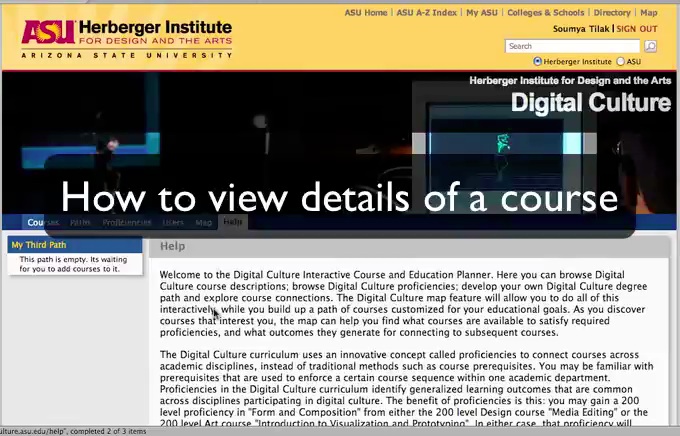 ASU Home | ASU A-Z Index | My ASU | Colleges & Schools | Directory | Map
Soumya Tilak | SIGN OUT
ASU Herberger Institute
FOR DESIGN AND THE ARTS
ARIZONA STATE UNIVERSITY
Search
Herberger Institute ASU
Herberger Institute for Design and the Arts
Digital Culture
How to view details of a course
Courses Paths Proficiencies Users Map Help
My Third Path
This path is empty. Its waiting
for you to add courses to it.
Help
Welcome to the Digital Culture Interactive Course and Education Planner. Here you can browse Digital
Culture course descriptions; browse Digital Culture proficiencies; develop your own Digital Culture degree
path and explore course connections. The Digital Culture map feature will allow you to do all of this
interactively, while you build up a path of courses customized for your educational goals. As you discover
courses that interest you, the map can help you find what courses are available to satisfy required
proficiencies, and what outcomes they generate for connecting to subsequent courses.
The Digital Culture curriculum uses an innovative concept called proficiencies to connect courses across
academic disciplines, instead of traditional methods such as course prerequisites. You may be familiar with
prerequisites that are used to enforce a certain course sequence within one academic department.
Proficiencies in the Digital Culture curriculum identify generalized learning outcomes that are common
across disciplines participating in digital culture. The benefit of proficiencies is this: you may gain a 200
level proficiency in "Form and Composition" from either the 200 level Design course "Media Editing" or the
200 level Art course "Introduction to Visualization and Prototyping". In either case, that proficiency will
ulture.asu.edu/help", completed 2 of 3 items